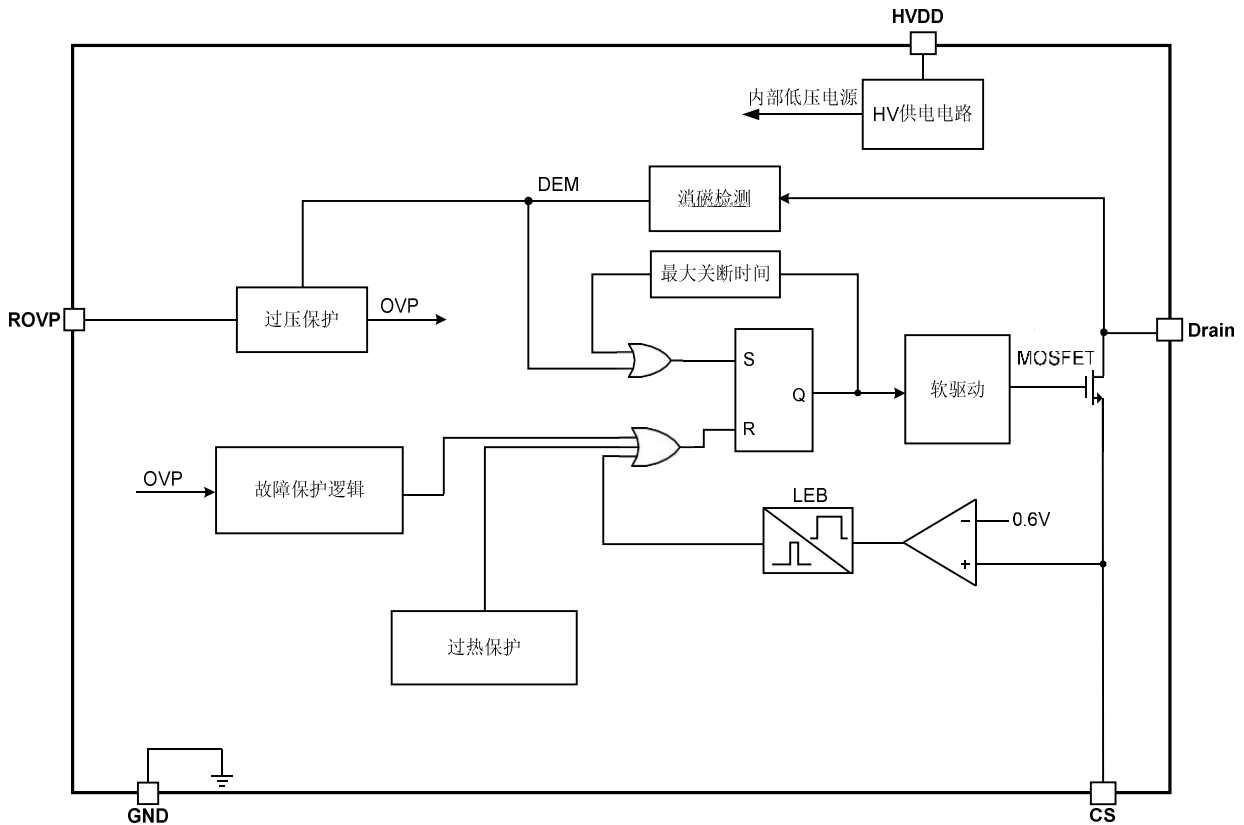 HVDD
内部低压电源
HV供电电路
DEM
消磁检测
最大关断时间
ROVP
过压保护
OVP
Drain
S
Q
R
软驱动
MOSFET
OVP
故障保护逻辑
LEB
0.6V
−
+
过热保护
GND
CS